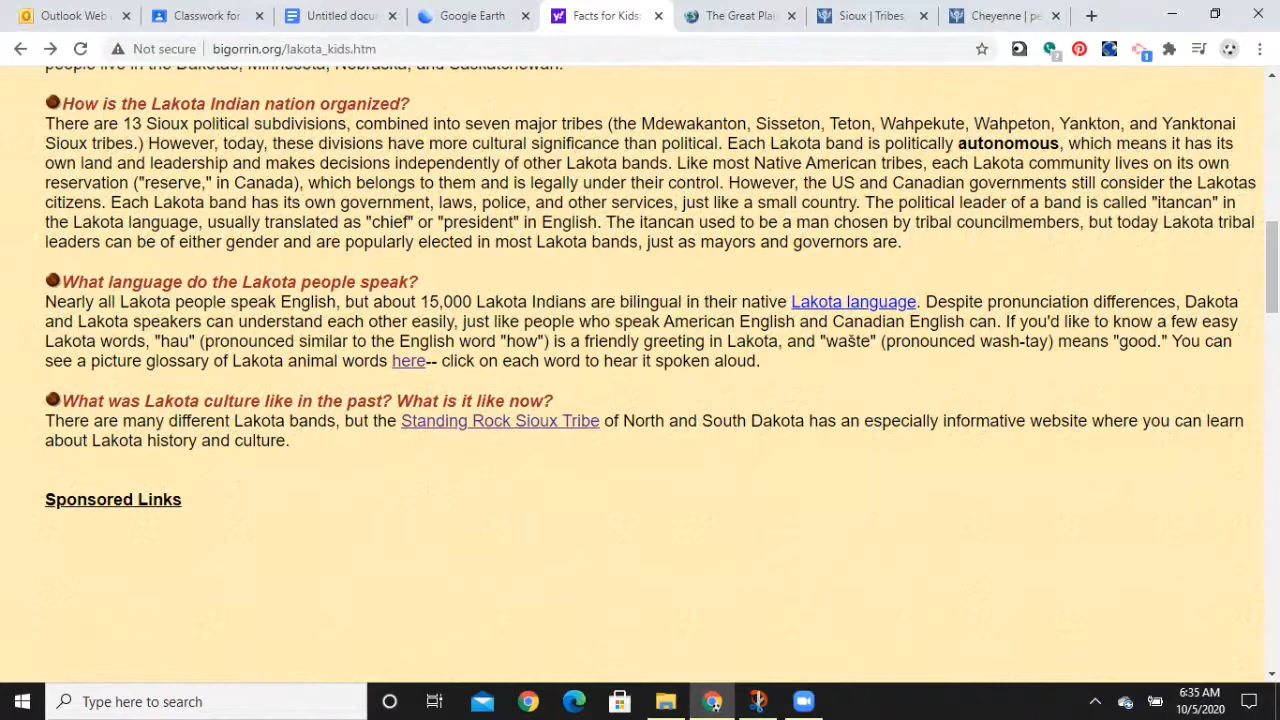 Outlook Web
Classwork for
Untitled docu
Google Earth
Facts for Kids
The Great Plai
Sioux | Tribes,
Cheyenne | pe
Not secure bigorrin.org/lakota_kids.htm
people live in the Dakotas, Minnesota, Nebraska, and Saskatchewan.
How is the Lakota Indian nation organized?
There are 13 Sioux political subdivisions, combined into seven major tribes (the Mdewakanton, Sisseton, Teton, Wahpekute, Wahpeton, Yankton, and Yanktonai
Sioux tribes.) However, today, these divisions have more cultural significance than political. Each Lakota band is politically autonomous, which means it has its
own land and leadership and makes decisions independently of other Lakota bands. Like most Native American tribes, each Lakota community lives on its own
reservation ("reserve," in Canada), which belongs to them and is legally under their control. However, the US and Canadian governments still consider the Lakotas
citizens. Each Lakota band has its own government, laws, police, and other services, just like a small country. The political leader of a band is called "itancan" in
the Lakota language, usually translated as "chief" or "president" in English. The itancan used to be a man chosen by tribal councilmembers, but today Lakota tribal
leaders can be of either gender and are popularly elected in most Lakota bands, just as mayors and governors are.
What language do the Lakota people speak?
Nearly all Lakota people speak English, but about 15,000 Lakota Indians are bilingual in their native Lakota language. Despite pronunciation differences, Dakota
and Lakota speakers can understand each other easily, just like people who speak American English and Canadian English can. If you'd like to know a few easy
Lakota words, "hau" (pronounced similar to the English word "how") is a friendly greeting in Lakota, and "wašte" (pronounced wash-tay) means "good." You can
see a picture glossary of Lakota animal words here-- click on each word to hear it spoken aloud.
What was Lakota culture like in the past? What is it like now?
There are many different Lakota bands, but the Standing Rock Sioux Tribe of North and South Dakota has an especially informative website where you can learn
about Lakota history and culture.
Sponsored Links
Type here to search
6:35 AM
10/5/2020